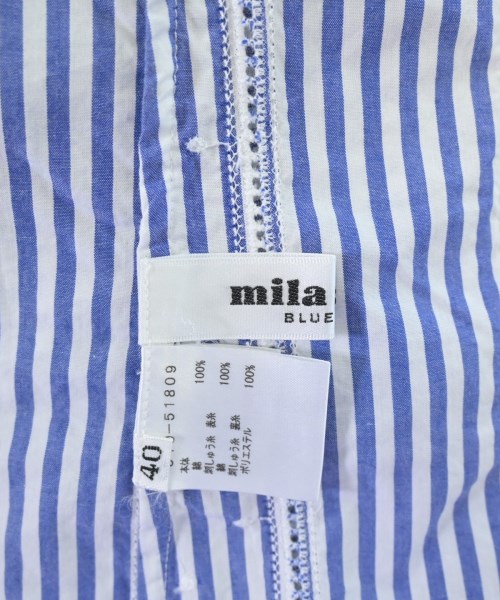 mila
BLUE
40
-51809
本体
綿 100%
刺しゅう糸 表糸
綿 100%
刺しゅう糸 裏糸
ポリエステル 100%